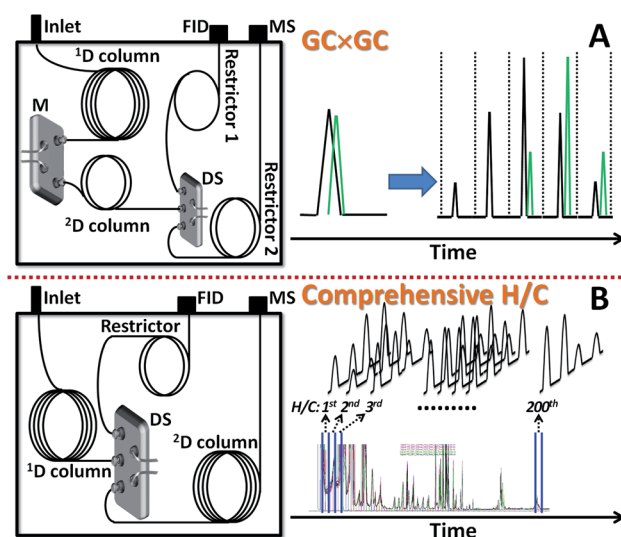 Inlet
FID
MS
GC×GC
A
¹D column
M
Restrictor 1
DS
²D column
Restrictor 2
Time
Inlet
FID
MS
Comprehensive H/C
B
Restrictor
DS
²D column
¹D column
H/C: 1st 2nd 3rd
200th
Time